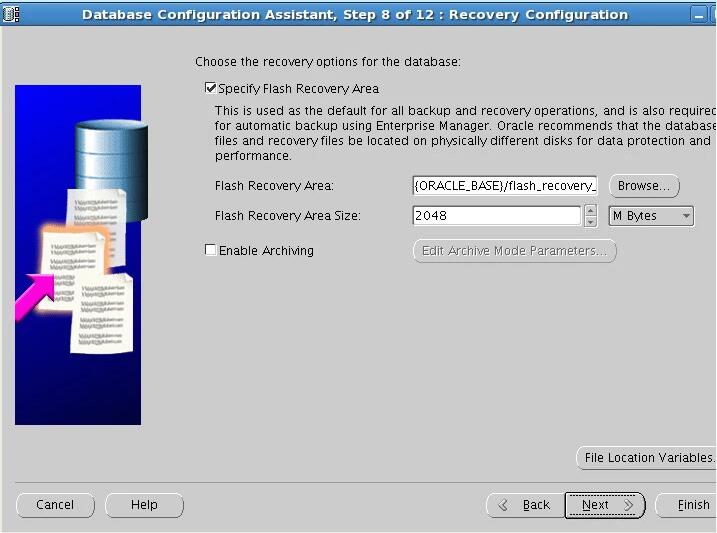 Database Configuration Assistant, Step 8 of 12 : Recovery Configuration
Choose the recovery options for the database:
Specify Flash Recovery Area
This is used as the default for all backup and recovery operations, and is also required
for automatic backup using Enterprise Manager. Oracle recommends that the database
files and recovery files be located on physically different disks for data protection and
performance.
Flash Recovery Area: {ORACLE_BASE}/flash_recovery_ Browse...
Flash Recovery Area Size: 2048 M Bytes
Enable Archiving Edit Archive Mode Parameters...
File Location Variables.
Cancel Help Back Next Finish